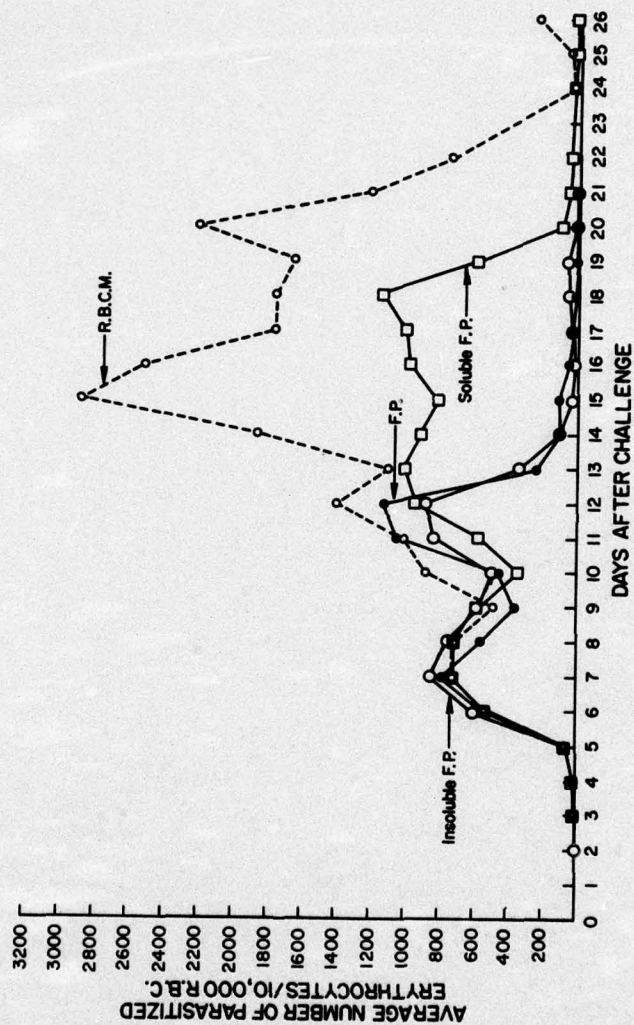 AVERAGE NUMBER OF PARASITIZED
ERYTHROCYTES/10,000 R.B.C.
3200
3000
2800
2600
2400
2200
2000
1800
1600
1400
1200
1000
800
600
400
200
R.B.C.M.
F.P.
Soluble F.P.
Insoluble F.P.
0 1 2 3 4 5 6 7 8 9 10 11 12 13 14 15 16 17 18 19 20 21 22 23 24 25 26
DAYS AFTER CHALLENGE